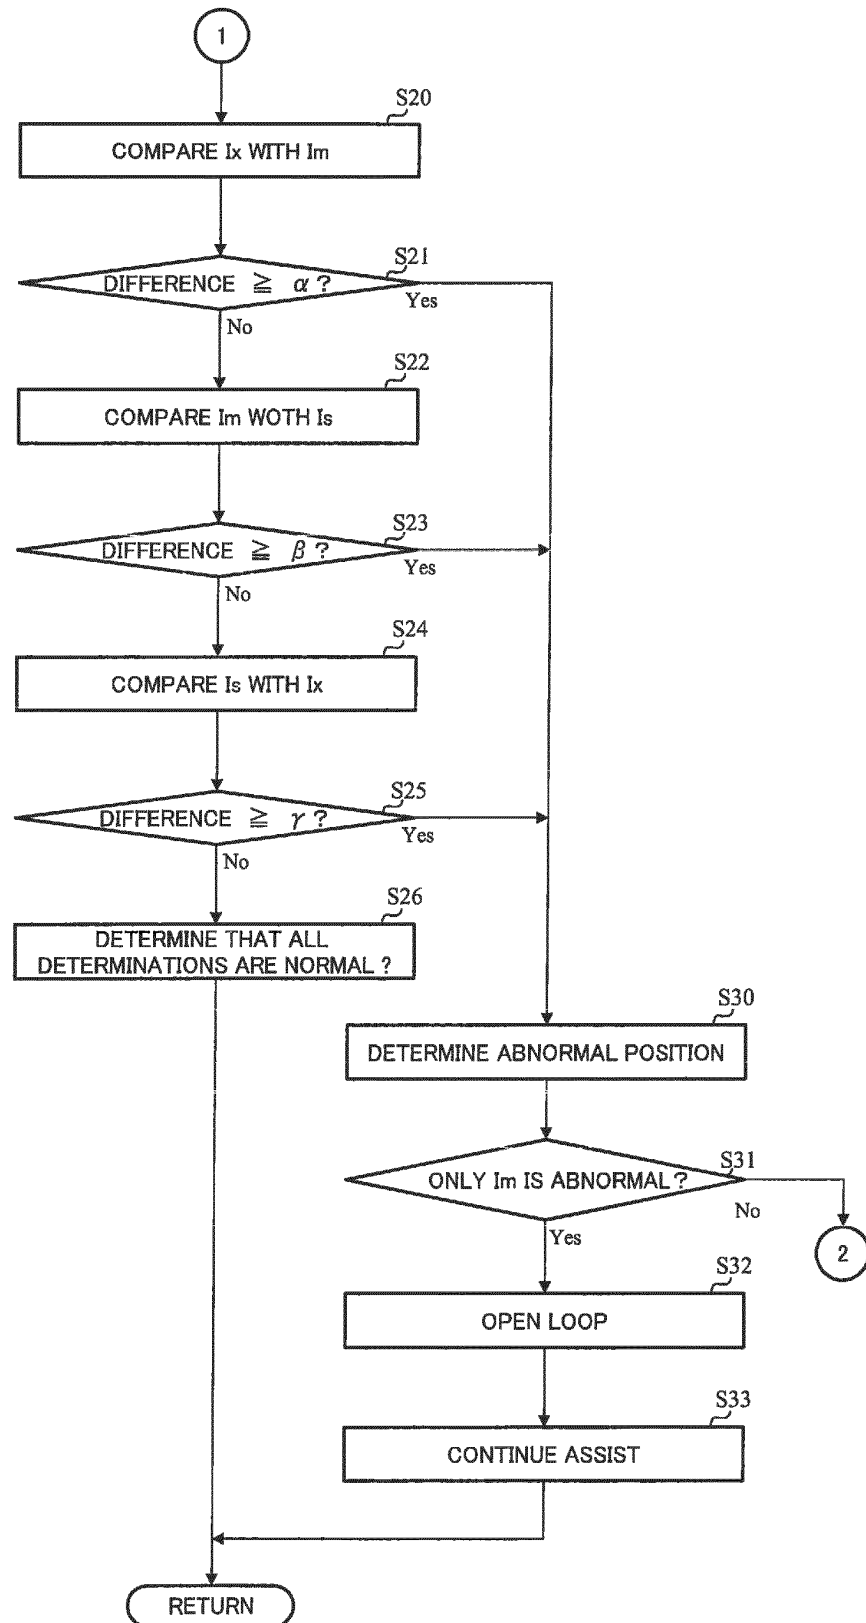 1
S20
COMPARE Ix WITH Im
S21
DIFFERENCE ≧ α ?
Yes
No
S22
COMPARE Im WOTH Is
S23
DIFFERENCE ≧ β ?
Yes
No
S24
COMPARE Is WITH Ix
S25
DIFFERENCE ≧ γ ?
Yes
No
S26
DETERMINE THAT ALL
DETERMINATIONS ARE NORMAL ?
S30
DETERMINE ABNORMAL POSITION
S31
ONLY Im IS ABNORMAL ?
No
Yes
2
S32
OPEN LOOP
S33
CONTINUE ASSIST
RETURN